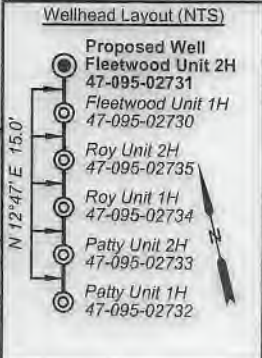 Wellhead Layout (NTS)
Proposed Well
Fleetwood Unit 2H
47-095-02731
Fleetwood Unit 1H
47-095-02730
Roy Unit 2H
47-095-02735
Roy Unit 1H
47-095-02734
Patty Unit 2H
47-095-02733
Patty Unit 1H
47-095-02732
N 12°47' E 15.0'
N